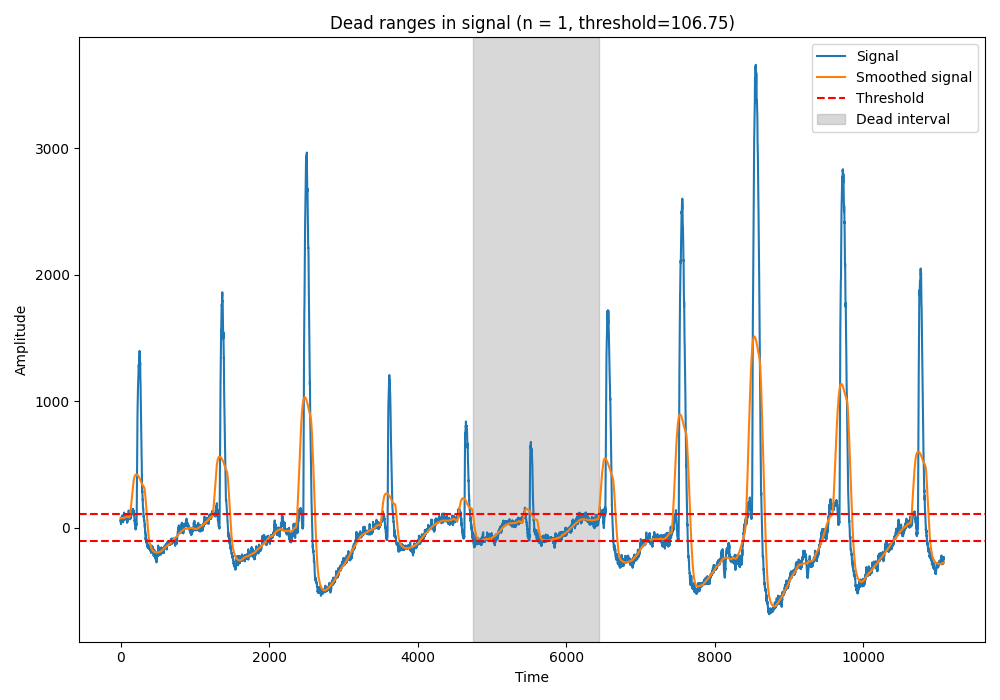 Dead ranges in signal (n = 1, threshold=106.75)
Signal
Smoothed signal
Threshold
Dead interval
Amplitude
3000
2000
1000
0
0
2000
4000
6000
8000
10000
Time